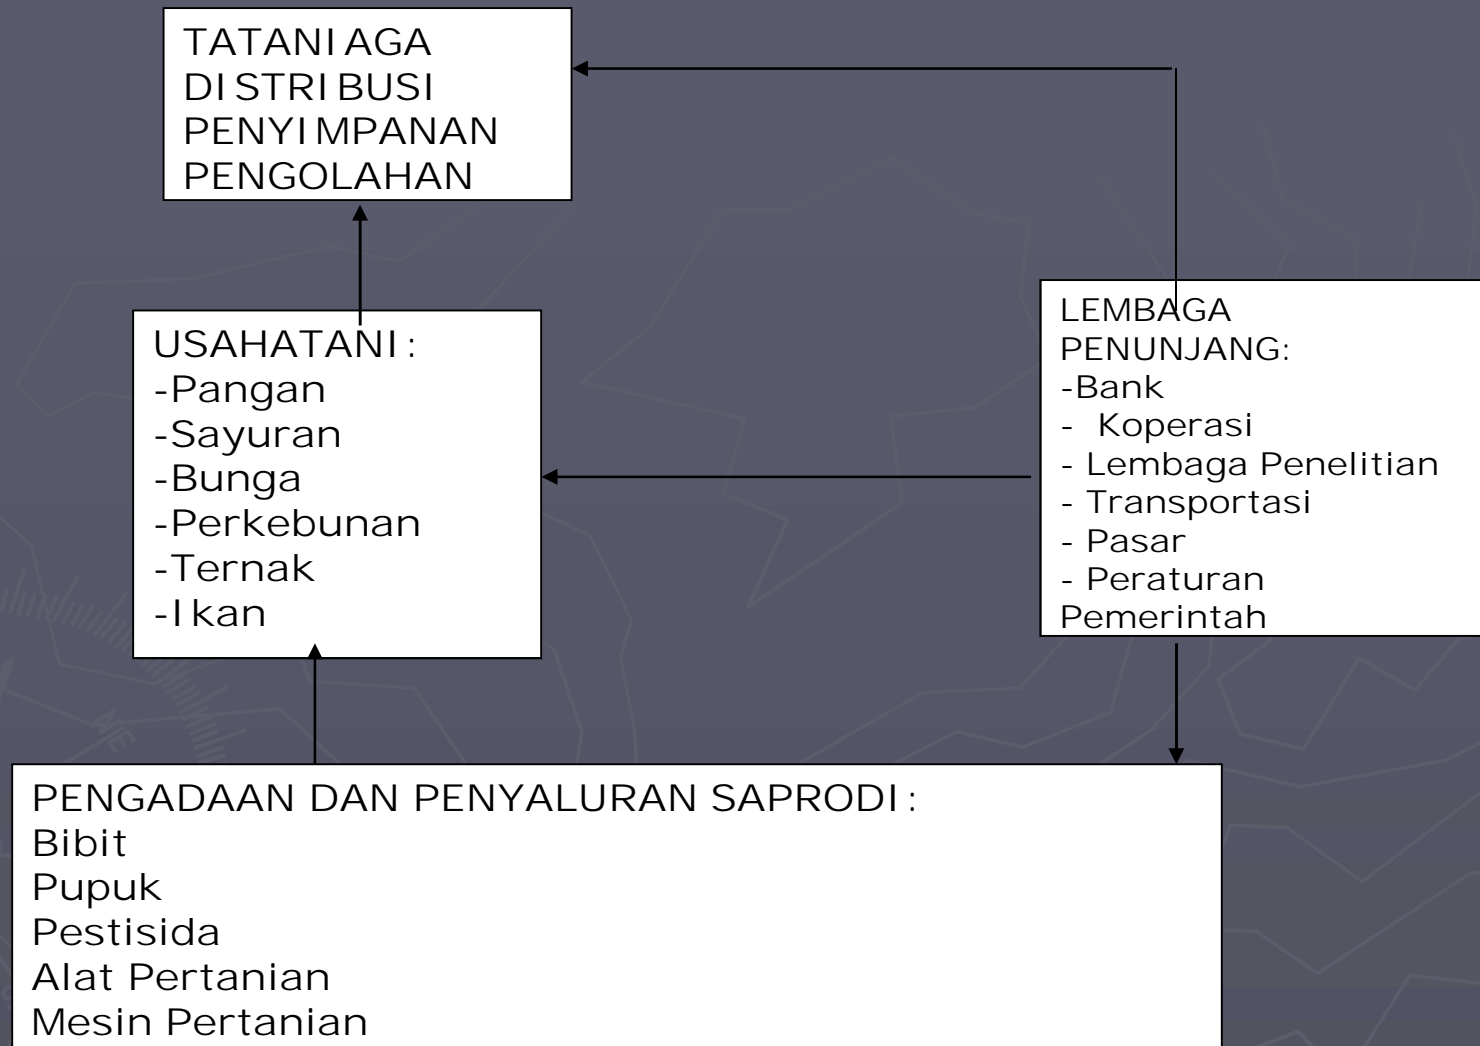 TATANIAGA
DISTRIBUSI
PENYIMPANAN
PENGOLAHAN
USAHATANI:
-Pangan
-Sayuran
-Bunga
-Perkebunan
-Ternak
-Ikan
LEMBAGA
PENUNJANG:
-Bank
- Koperasi
- Lembaga Penelitian
- Transportasi
- Pasar
- Peraturan
Pemerintah
PENGADAAN DAN PENYALURAN SAPRODI:
Bibit
Pupuk
Pestisida
Alat Pertanian
Mesin Pertanian
NE